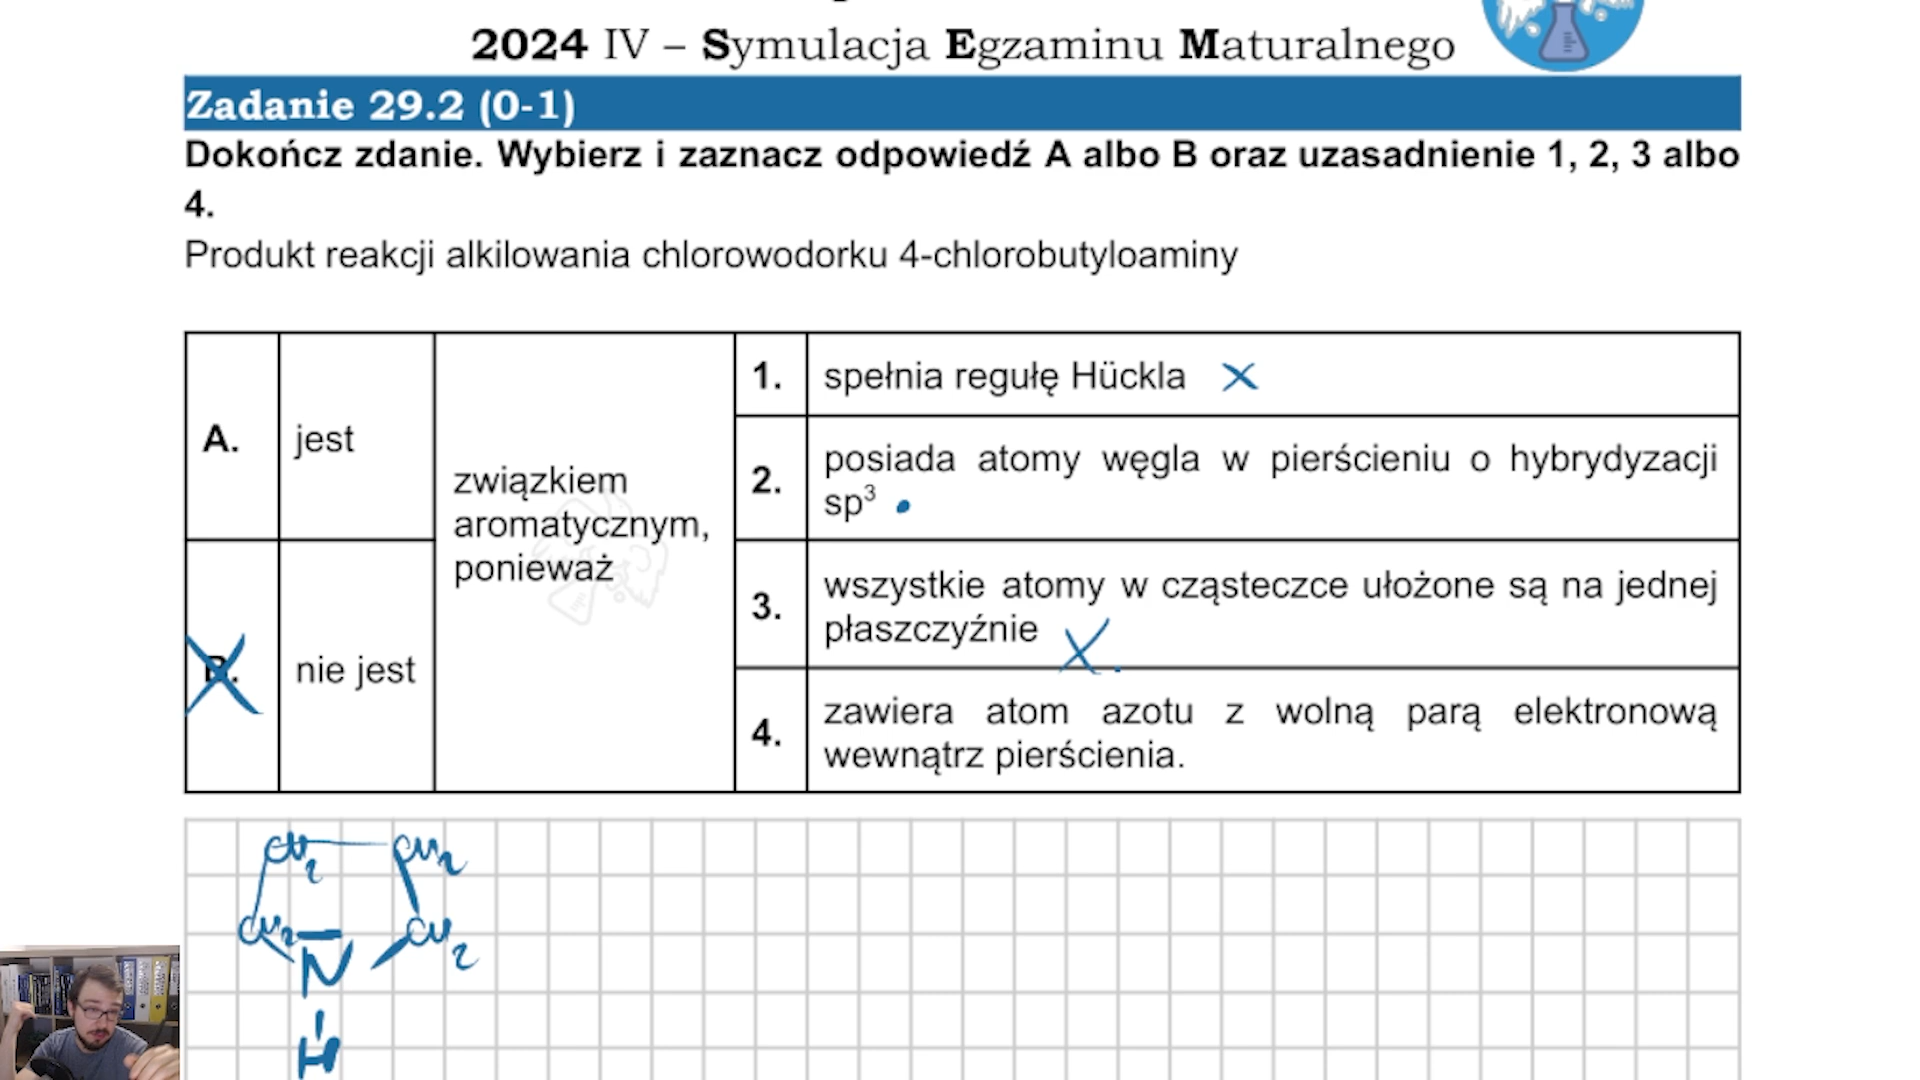 2024 IV – Symulacja Egzaminu Maturalnego
Zadanie 29.2 (0-1)
Dokończ zdanie. Wybierz i zaznacz odpowiedź A albo B oraz uzasadnienie 1, 2, 3 albo
4.
Produkt reakcji alkilowania chlorowodorku 4-chlorobutyloaminy
A.
jest
B.
nie jest
związkiem
aromatycznym,
ponieważ
1.
spełnia regułę Hückla
2.
posiada atomy węgla w pierścieniu o hybrydyzacji
sp³
3.
wszystkie atomy w cząsteczce ułożone są na jednej
płaszczyźnie
4.
zawiera atom azotu z wolną parą elektronową
wewnątrz pierścienia.
CH2 CH2
CH2 CH2
N
H